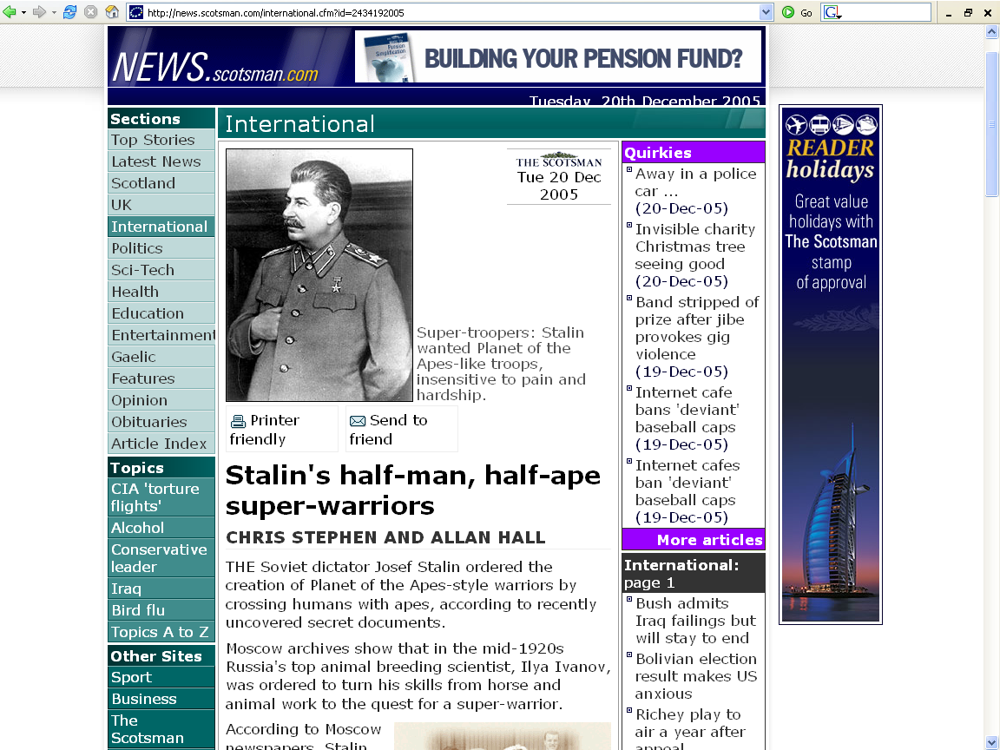 http://news.scotsman.com/international.cfm?id=2434192005
Go
G
NEWS.scotsman.com
BUILDING YOUR PENSION FUND?
Tuesday 20th December 2005
Sections
Top Stories
Latest News
Scotland
UK
International
Politics
Sci-Tech
Health
Education
Entertainment
Gaelic
Features
Opinion
Obituaries
Article Index
Topics
CIA 'torture
flights'
Alcohol
Conservative
leader
Iraq
Bird flu
Topics A to Z
Other Sites
Sport
Business
The
Scotsman
International
THE SCOTSMAN
Tue 20 Dec
2005
Super-troopers: Stalin
wanted Planet of the
Apes-like troops,
insensitive to pain and
hardship.
Printer
friendly
Send to
friend
Stalin's half-man, half-ape
super-warriors
CHRIS STEPHEN AND ALLAN HALL
THE Soviet dictator Josef Stalin ordered the
creation of Planet of the Apes-style warriors by
crossing humans with apes, according to recently
uncovered secret documents.
Moscow archives show that in the mid-1920s
Russia's top animal breeding scientist, Ilya Ivanov,
was ordered to turn his skills from horse and
animal work to the quest for a super-warrior.
According to Moscow
newspapers, Stalin
Quirkies
Away in a police
car ...
(20-Dec-05)
Invisible charity
Christmas tree
seeing good
(20-Dec-05)
Band stripped of
prize after jibe
provokes gig
violence
(19-Dec-05)
Internet cafe
bans 'deviant'
baseball caps
(19-Dec-05)
Internet cafes
ban 'deviant'
baseball caps
(19-Dec-05)
More articles
International:
page 1
Bush admits
Iraq failings but
will stay to end
Bolivian election
result makes US
anxious
Richey play to
air a year after
appeal
READER
holidays
Great value
holidays with
The Scotsman
stamp
of approval